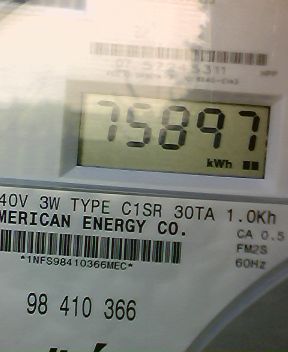 75897
kWh
40V 3W TYPE C1SR 30TA 1.0Kh
MERICAN ENERGY CO.
CA 0.5
FM2S
60Hz
*1NFS98410366MEC*
98 410 366